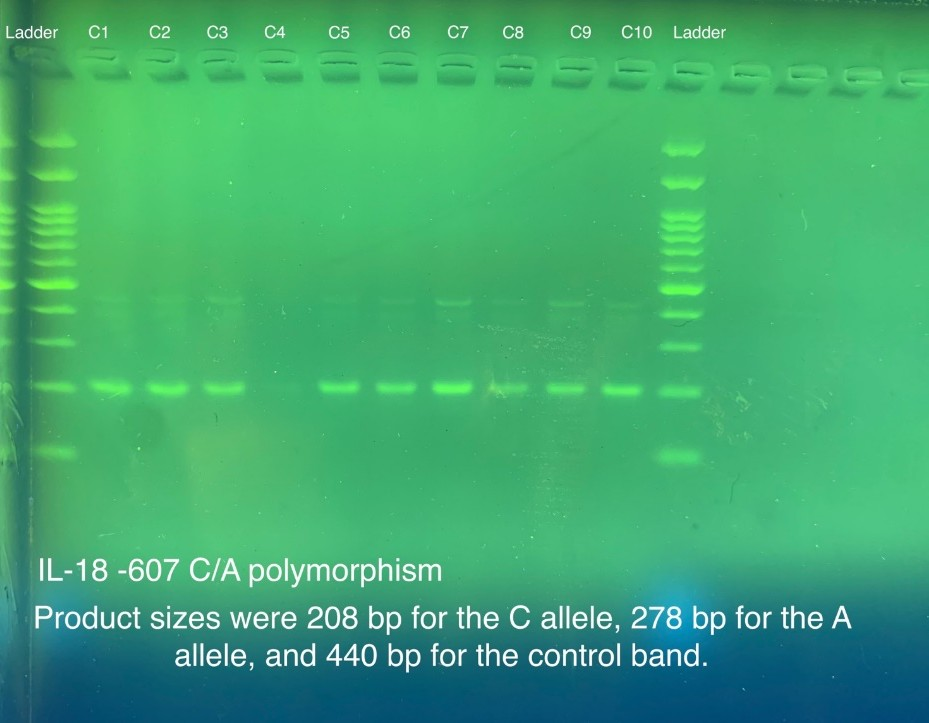 Ladder C1 C2 C3 C4 C5 C6 C7 C8 C9 C10 Ladder
IL-18 -607 C/A polymorphism
Product sizes were 208 bp for the C allele, 278 bp for the A
allele, and 440 bp for the control band.